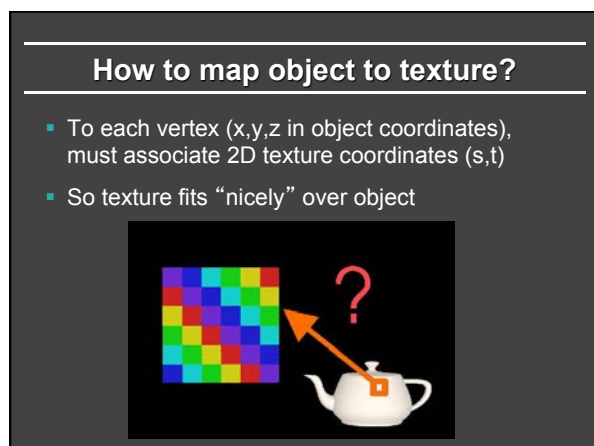 How to map object to texture?
To each vertex (x,y,z in object coordinates),
must associate 2D texture coordinates (s,t)
So texture fits “nicely” over object
?